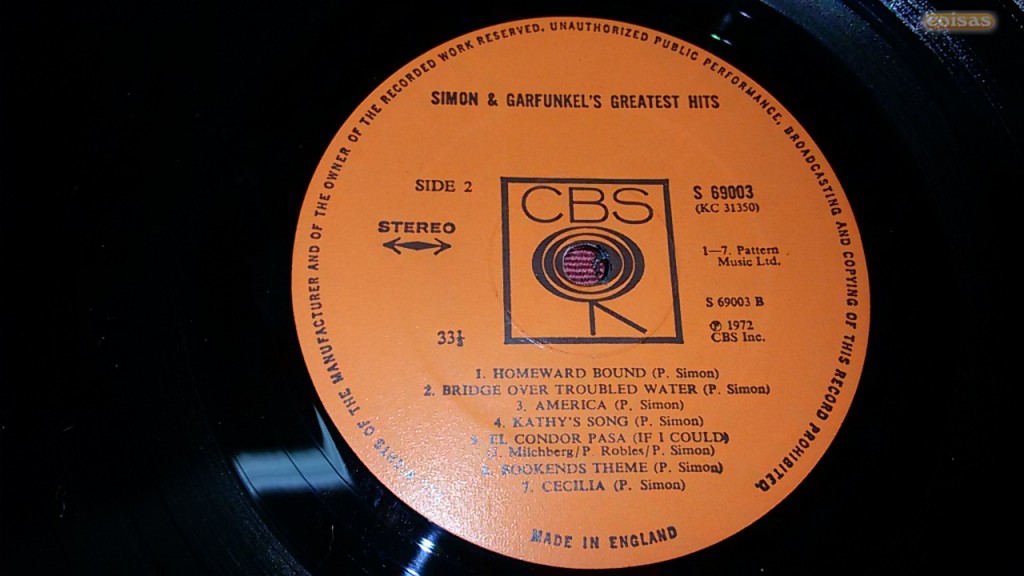 coisas
RIGHTS OF THE MANUFACTURER AND OF THE OWNER OF THE RECORDED WORK RESERVED. UNAUTHORIZED PUBLIC PERFORMANCE, BROADCASTING AND COPYING OF THIS RECORD PROHIBITED.
SIMON & GARFUNKEL'S GREATEST HITS
SIDE 2
CBS
S 69003
(KC 31350)
STEREO
1—7. Pattern
Music Ltd.
S 69003 B
33⅓
℗ 1972
CBS Inc.
1. HOMEWARD BOUND (P. Simon)
2. BRIDGE OVER TROUBLED WATER (P. Simon)
3. AMERICA (P. Simon)
4. KATHY'S SONG (P. Simon)
5. EL CONDOR PASA (IF I COULD)
(J. Milchberg/P. Robles/P. Simon)
6. BOOKENDS THEME (P. Simon)
7. CECILIA (P. Simon)
MADE IN ENGLAND